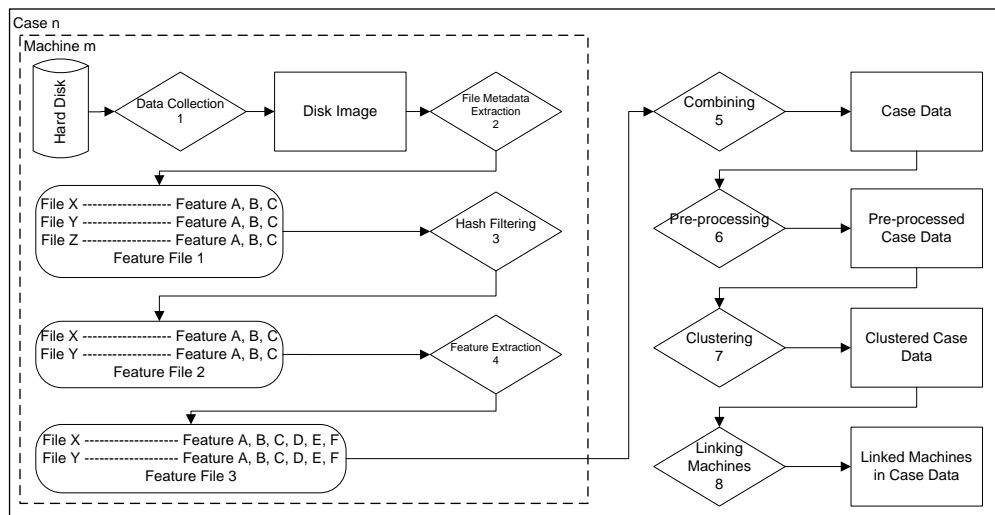 Case n
Machine m
Hard Disk
Data Collection
1
Disk Image
File Metadata
Extraction
2
File X ------------------- Feature A, B, C
File Y ------------------- Feature A, B, C
File Z ------------------- Feature A, B, C
Feature File 1
Hash Filtering
3
File X ------------------- Feature A, B, C
File Y ------------------- Feature A, B, C
Feature File 2
Feature Extraction
4
File X ------------------- Feature A, B, C, D, E, F
File Y ------------------- Feature A, B, C, D, E, F
Feature File 3
Combining
5
Case Data
Pre-processing
6
Pre-processed
Case Data
Clustering
7
Clustered Case
Data
Linking
Machines
8
Linked Machines
in Case Data